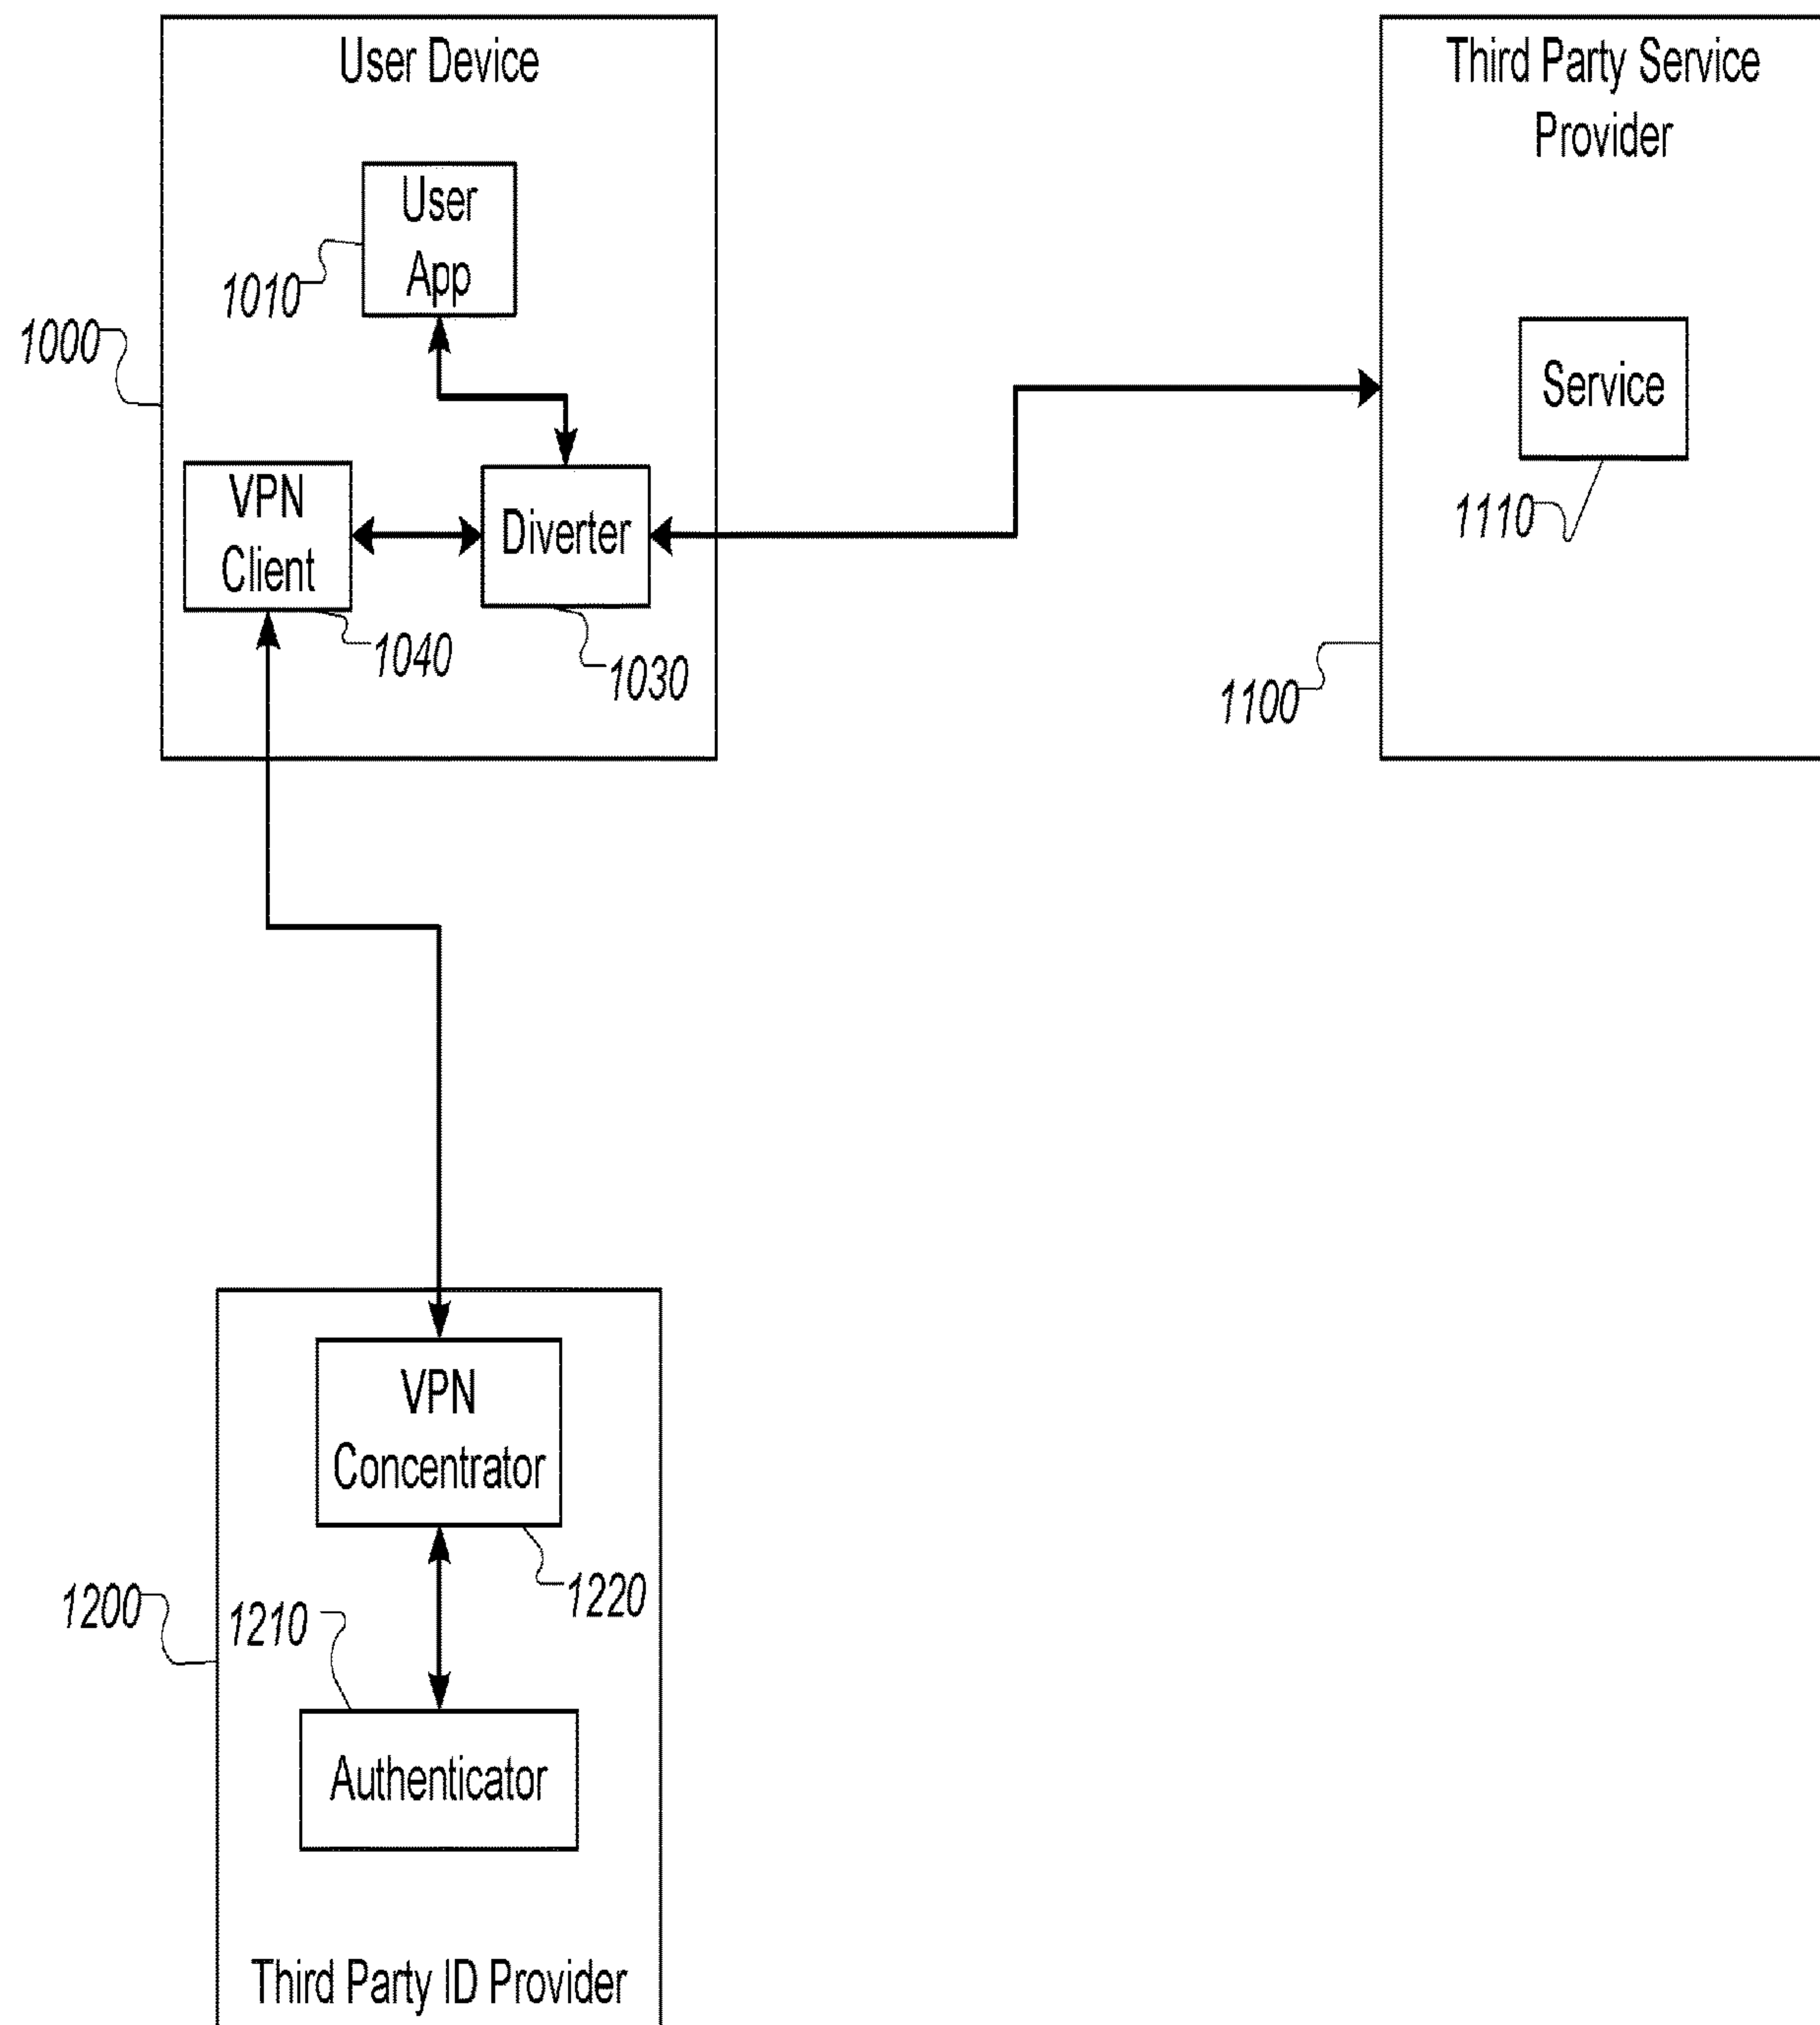 User Device
User
App
1010
1000
VPN
Client
Diverter
1040
1030
Third Party Service
Provider
Service
1110
1100
VPN
Concentrator
1220
1200
1210
Authenticator
Third Party ID Provider